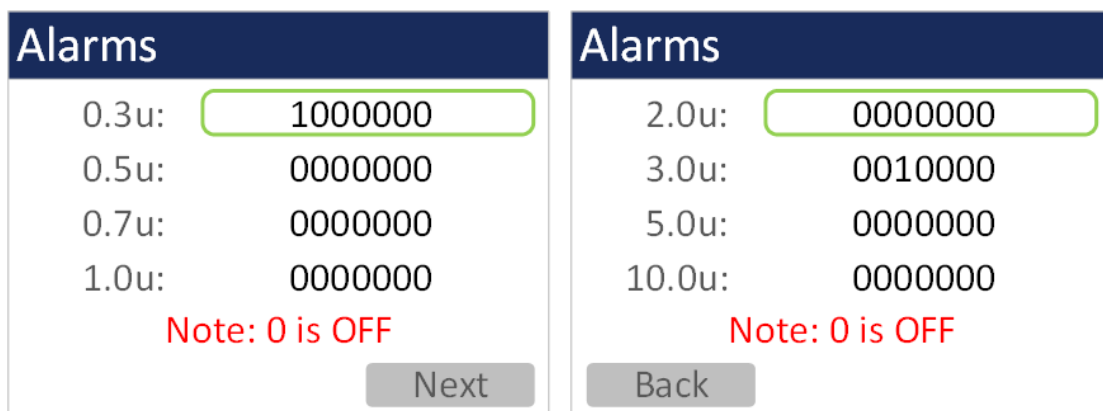 Alarms
0.3u: 1000000
0.5u: 0000000
0.7u: 0000000
1.0u: 0000000
Note: 0 is OFF
Next
Alarms
2.0u: 0000000
3.0u: 0010000
5.0u: 0000000
10.0u: 0000000
Note: 0 is OFF
Back